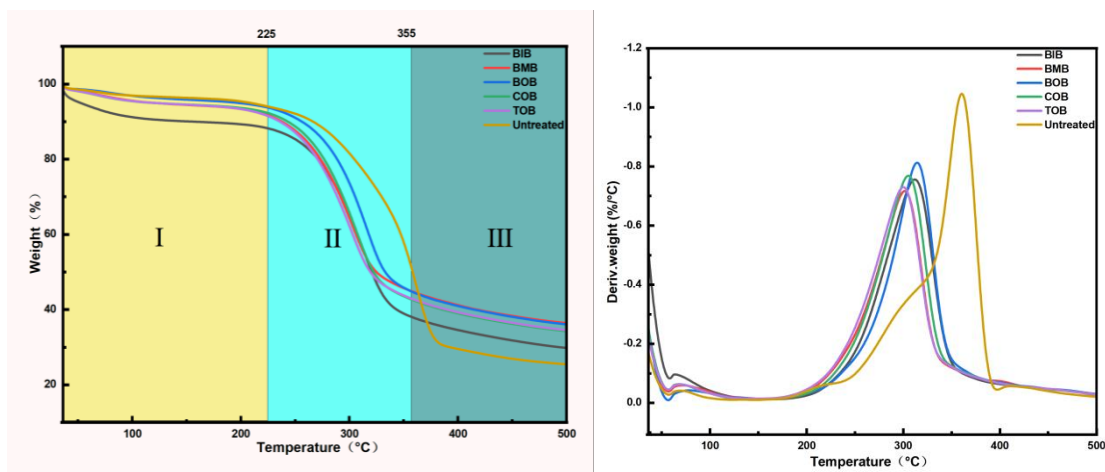 225 355
BIB
BMB
BOB
COB
TOB
Untreated
100
80
60
40
20
Weight（%）
I
II
III
100 200 300 400 500
Temperature（°C）
-1.2
-1.0
-0.8
-0.6
-0.4
-0.2
0.0
Deriv.weight (%/°C)
BIB
BMB
BOB
COB
TOB
Untreated
100 200 300 400 500
Temperature（°C）